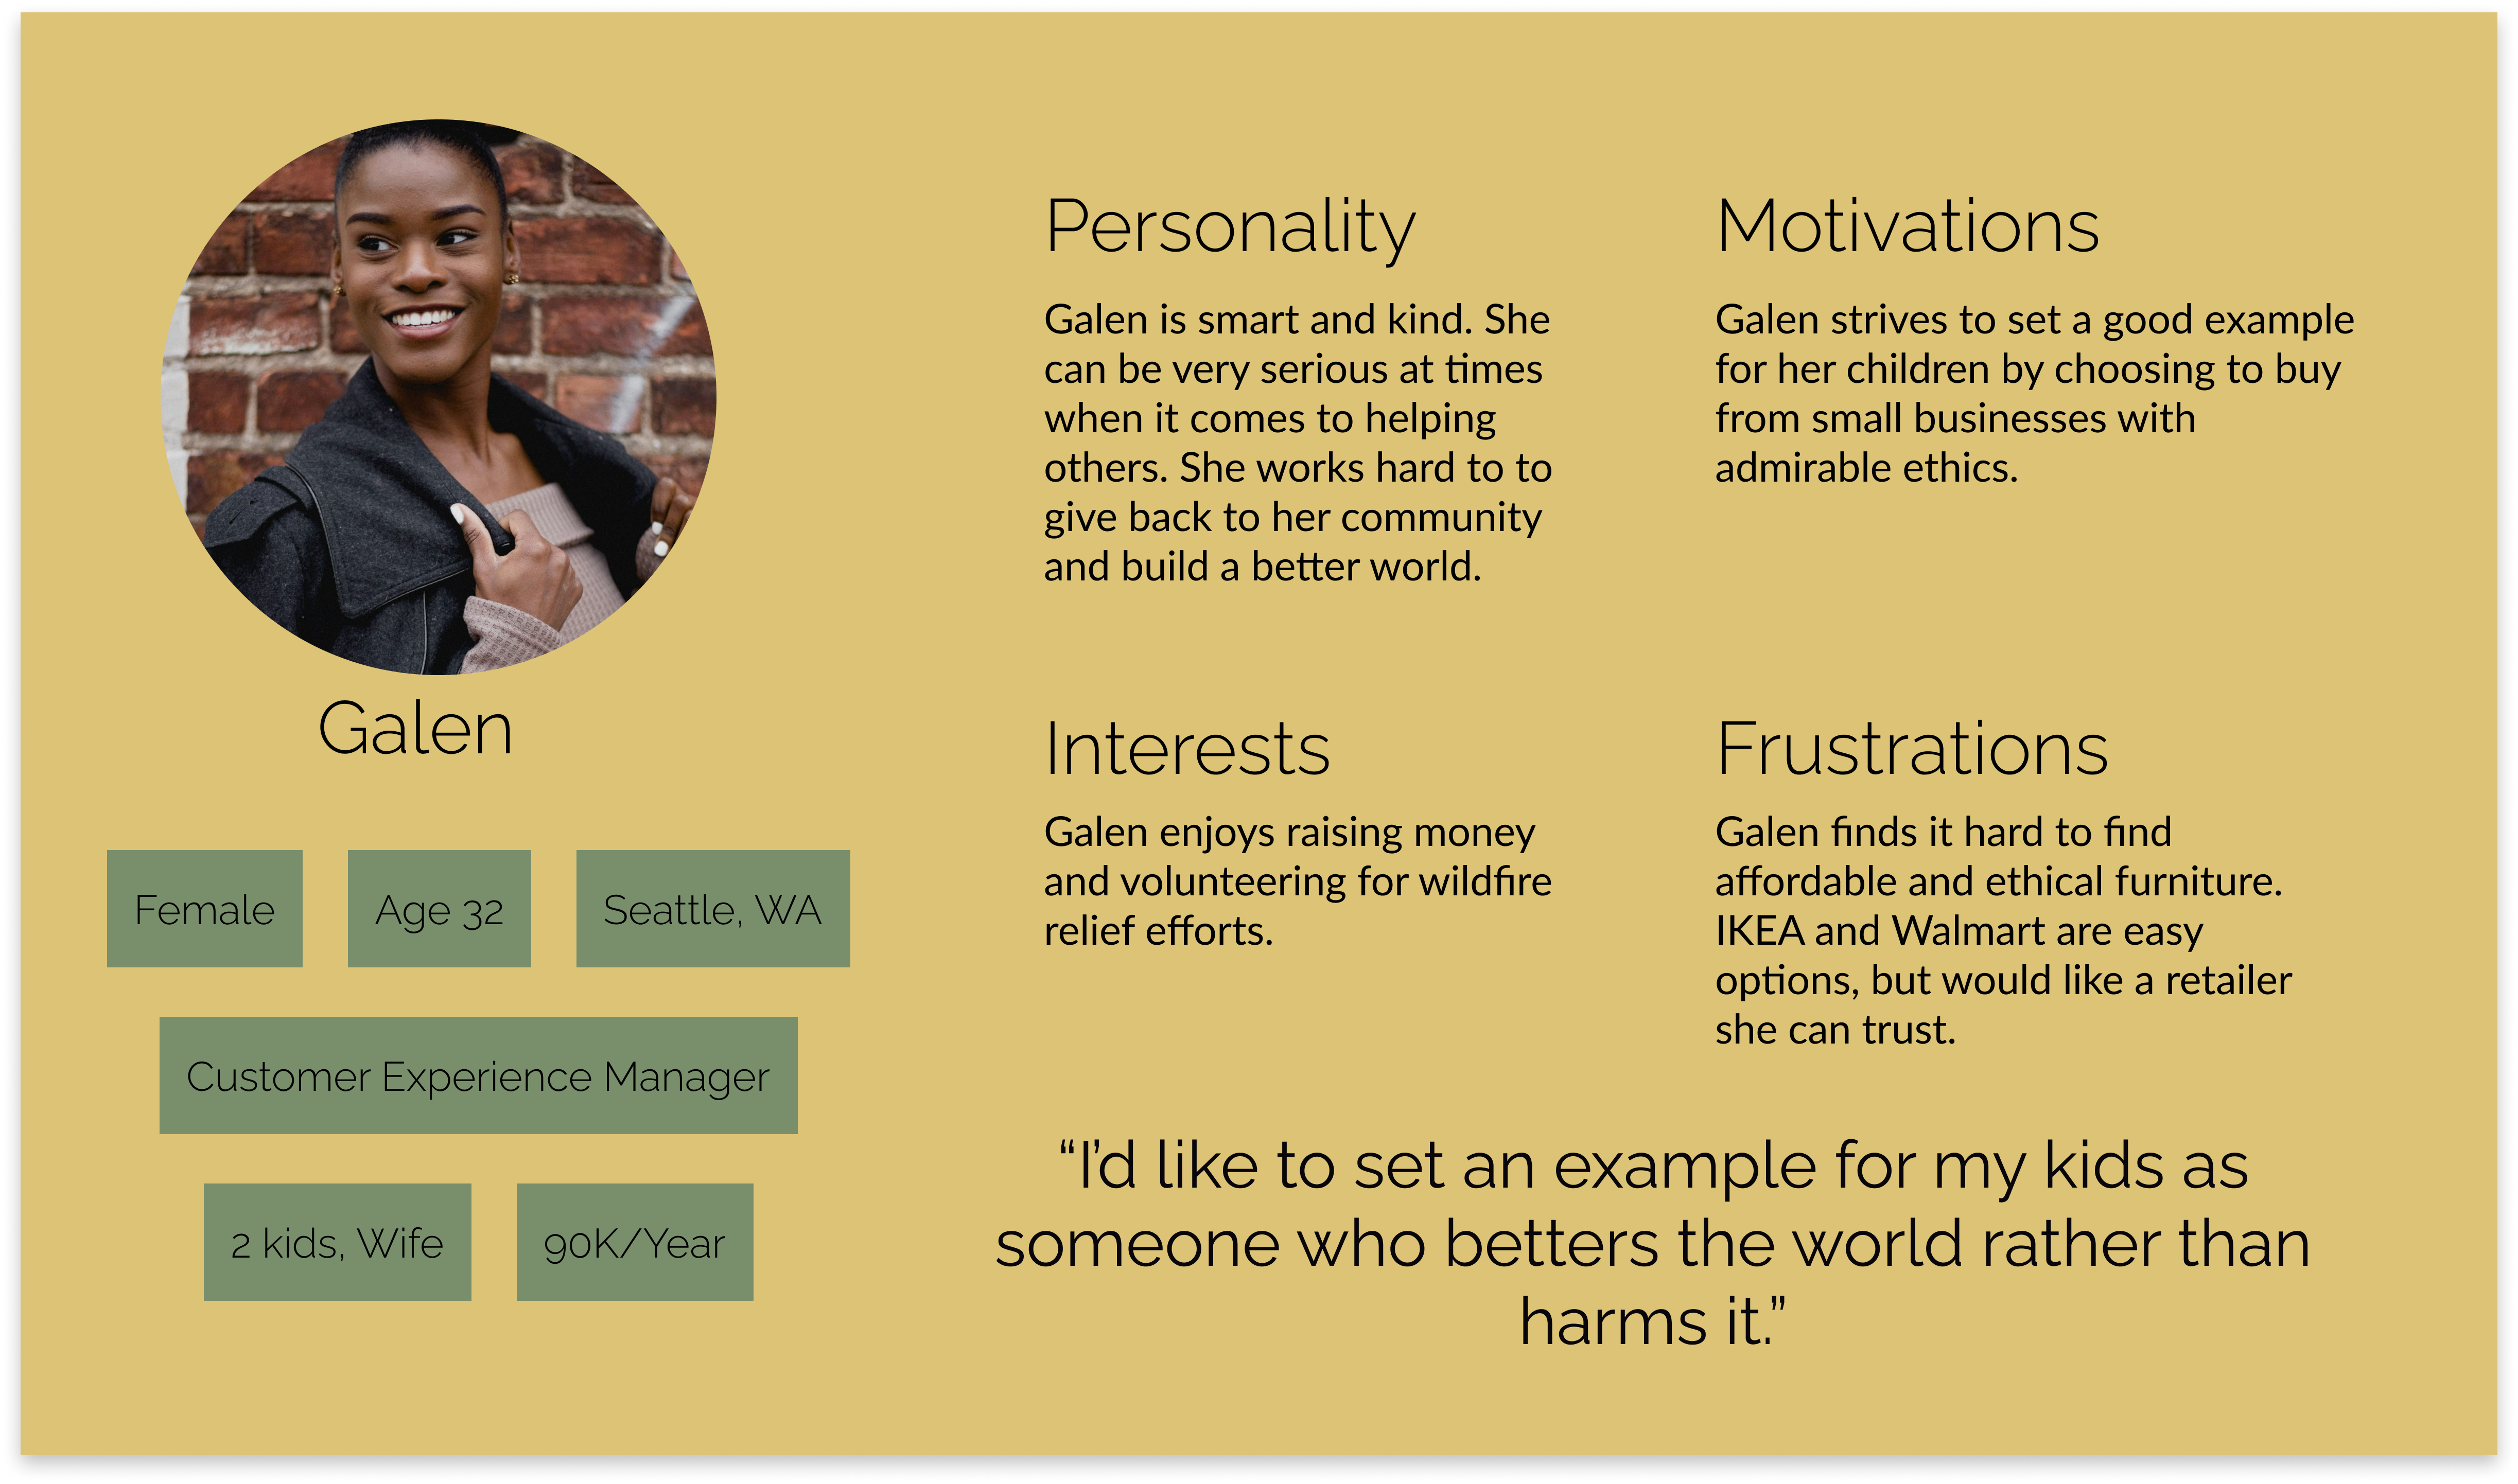 Galen
Female
Age 32
Seattle, WA
Customer Experience Manager
2 kids, Wife
90K/Year
Personality
Galen is smart and kind. She
can be very serious at times
when it comes to helping
others. She works hard to to
give back to her community
and build a better world.
Motivations
Galen strives to set a good example
for her children by choosing to buy
from small businesses with
admirable ethics.
Interests
Galen enjoys raising money
and volunteering for wildfire
relief efforts.
Frustrations
Galen finds it hard to find
affordable and ethical furniture.
IKEA and Walmart are easy
options, but would like a retailer
she can trust.
“I’d like to set an example for my kids as
someone who betters the world rather than
harms it.”